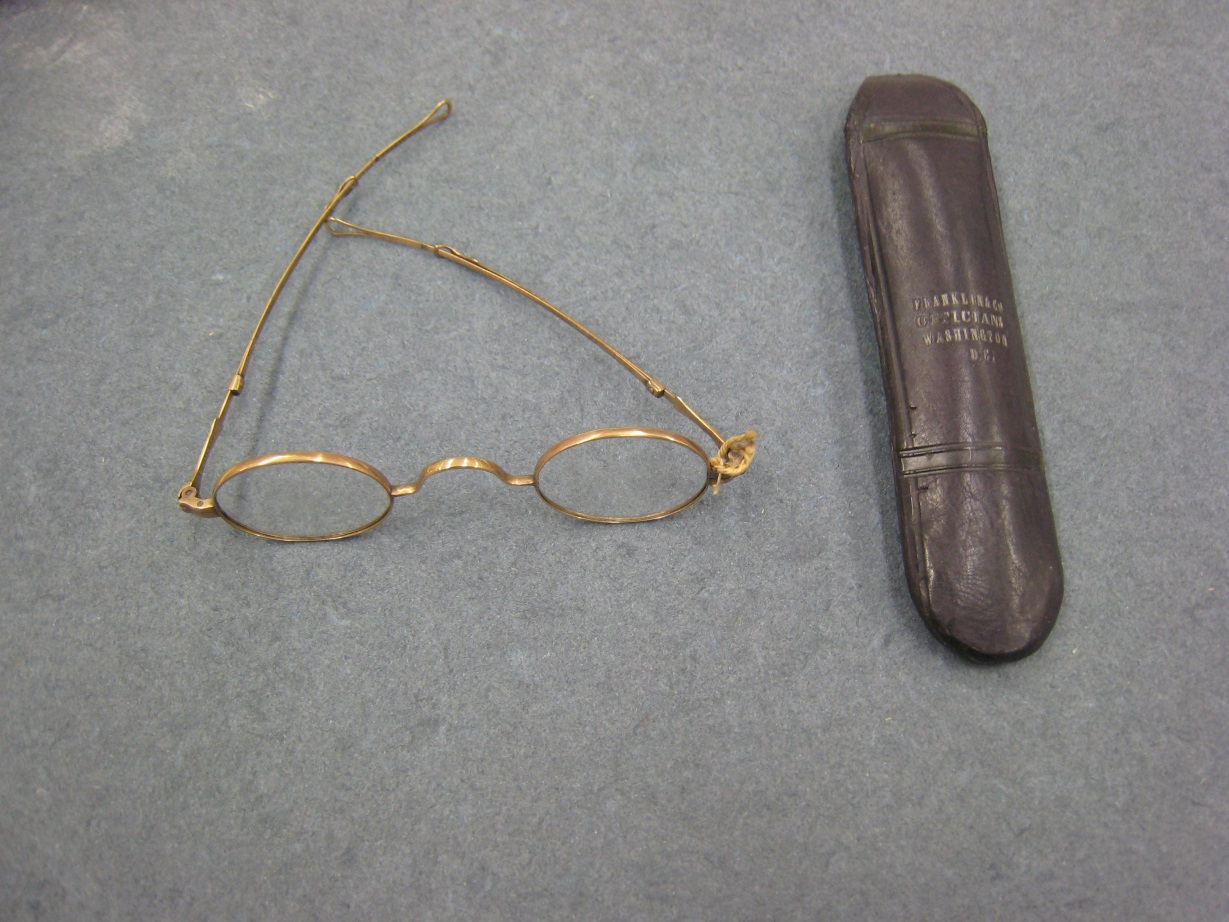 FRANKLIN & CO
OPTICIANS
WASHINGTON
D.C.